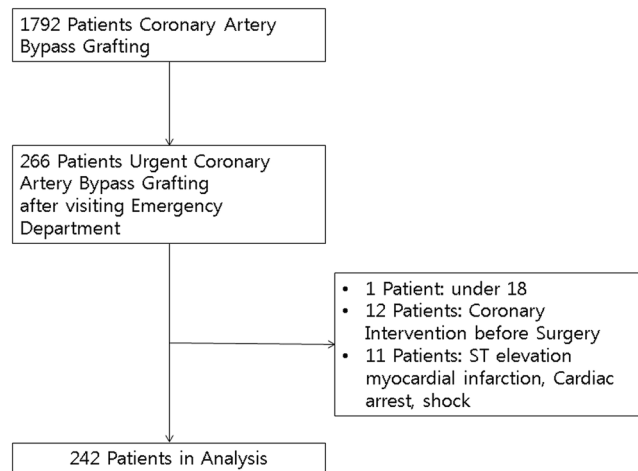 1792 Patients Coronary Artery
Bypass Grafting
266 Patients Urgent Coronary
Artery Bypass Grafting
after visiting Emergency
Department
• 1 Patient: under 18
• 12 Patients: Coronary
Intervention before Surgery
• 11 Patients: ST elevation
myocardial infarction, Cardiac
arrest, shock
242 Patients in Analysis